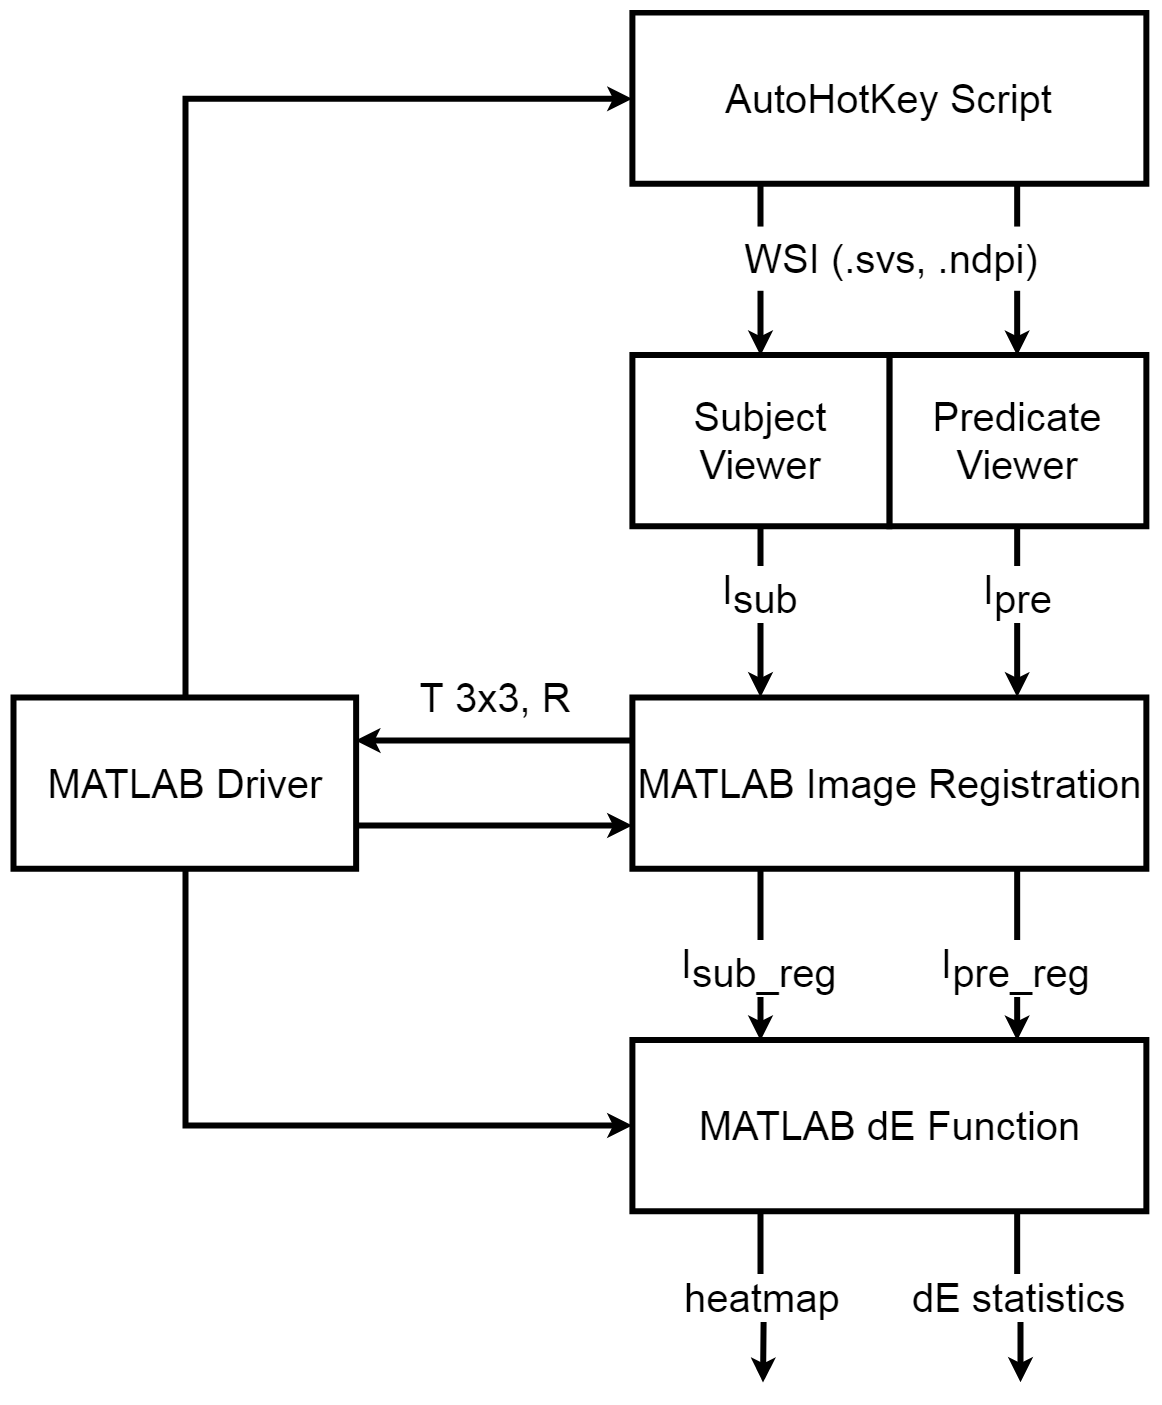 AutoHotKey Script
WSI (.svs, .ndpi)
Subject
Viewer
Predicate
Viewer
Isub
Ipre
T 3x3, R
MATLAB Driver
MATLAB Image Registration
Isub_reg
Ipre_reg
MATLAB dE Function
heatmap
dE statistics